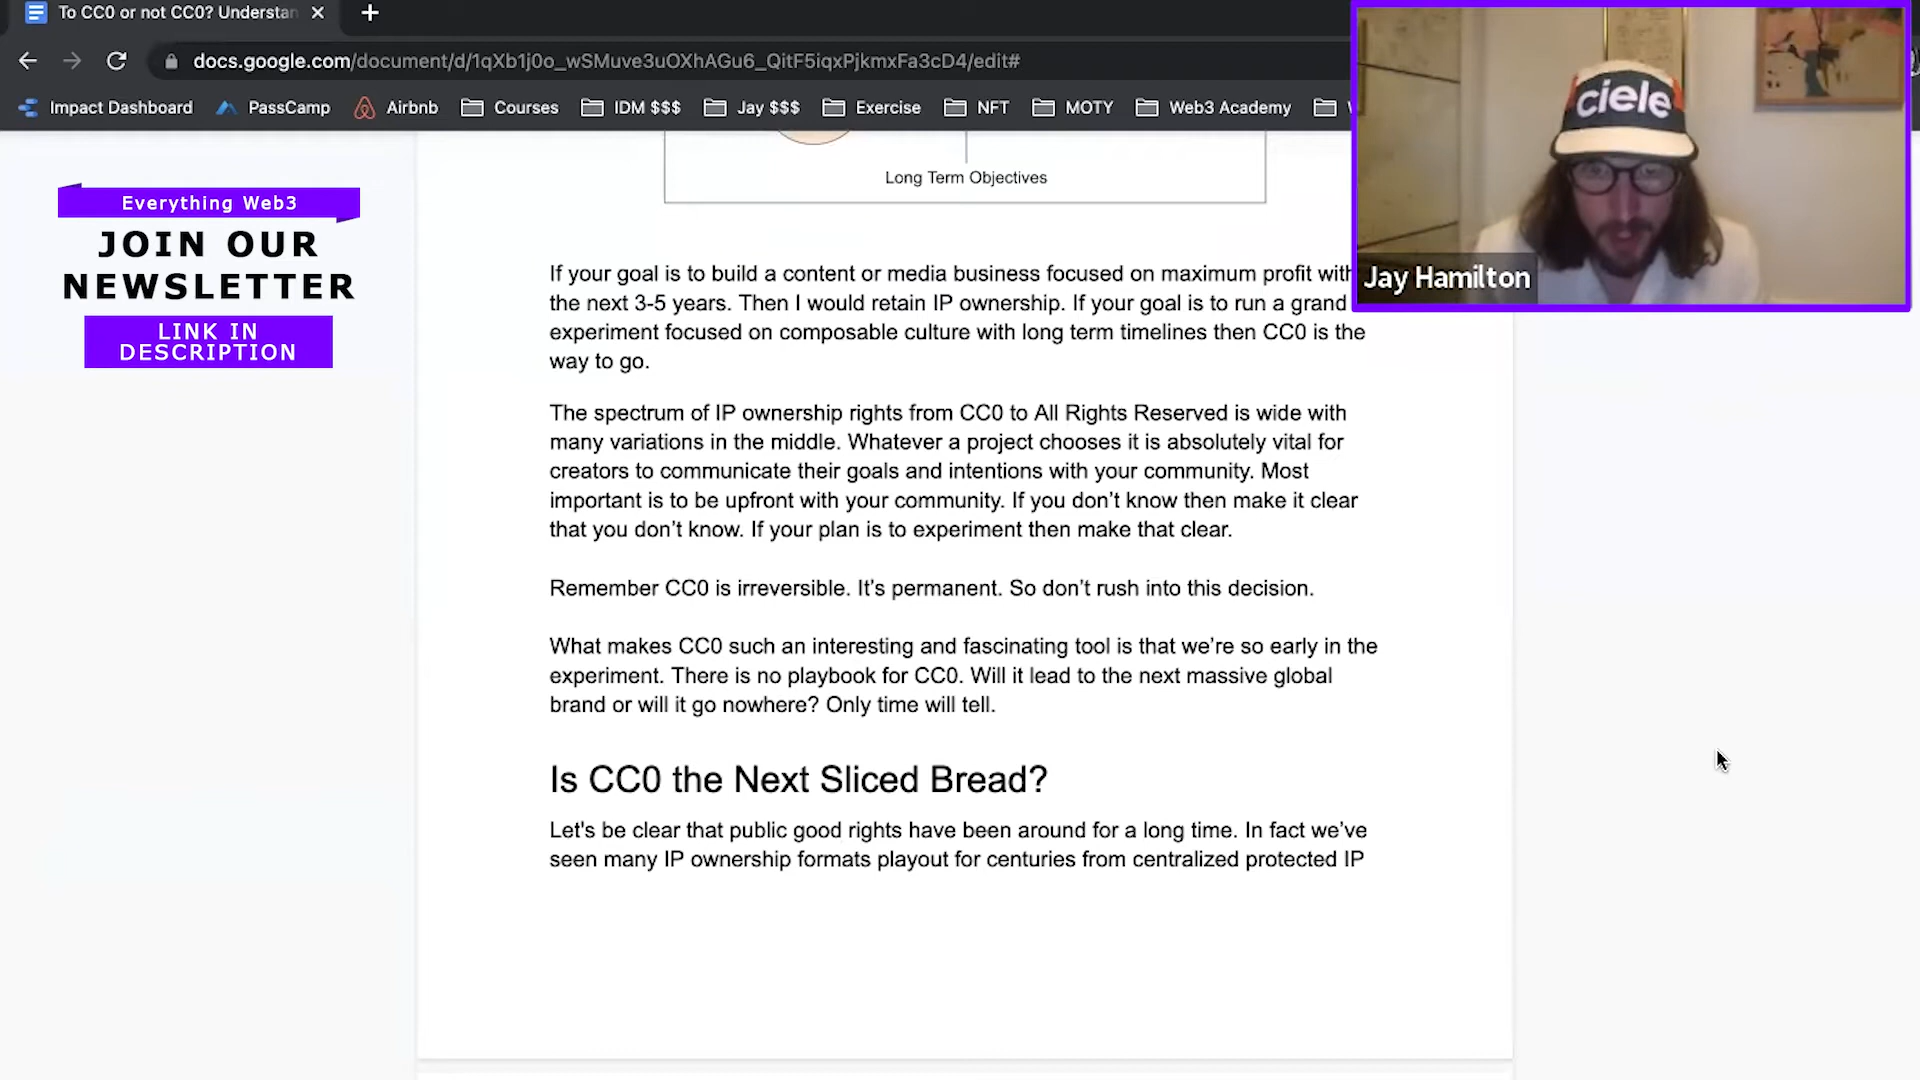 To CC0 or not CC0? Understan
docs.google.com/document/d/1qXb1j0o_wSMuve3uOXhAGu6_QitF5iqxPjkmxFa3cD4/edit#
Impact Dashboard PassCamp Airbnb Courses IDM $$$ Jay $$$ Exercise NFT MOTY Web3 Academy
ciele
Jay Hamilton
Everything Web3
JOIN OUR
NEWSLETTER
LINK IN
DESCRIPTION
Long Term Objectives
If your goal is to build a content or media business focused on maximum profit with
the next 3-5 years. Then I would retain IP ownership. If your goal is to run a grand
experiment focused on composable culture with long term timelines then CC0 is the
way to go.
The spectrum of IP ownership rights from CC0 to All Rights Reserved is wide with
many variations in the middle. Whatever a project chooses it is absolutely vital for
creators to communicate their goals and intentions with your community. Most
important is to be upfront with your community. If you don’t know then make it clear
that you don’t know. If your plan is to experiment then make that clear.
Remember CC0 is irreversible. It’s permanent. So don’t rush into this decision.
What makes CC0 such an interesting and fascinating tool is that we’re so early in the
experiment. There is no playbook for CC0. Will it lead to the next massive global
brand or will it go nowhere? Only time will tell.
Is CC0 the Next Sliced Bread?
Let's be clear that public good rights have been around for a long time. In fact we’ve
seen many IP ownership formats playout for centuries from centralized protected IP